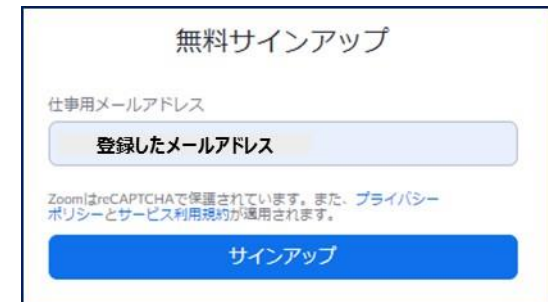 無料サインアップ
仕事用メールアドレス
登録したメールアドレス
ZoomはreCAPTCHAで保護されています。また、プライバシー
ポリシーとサービス利用規約が適用されます。
サインアップ